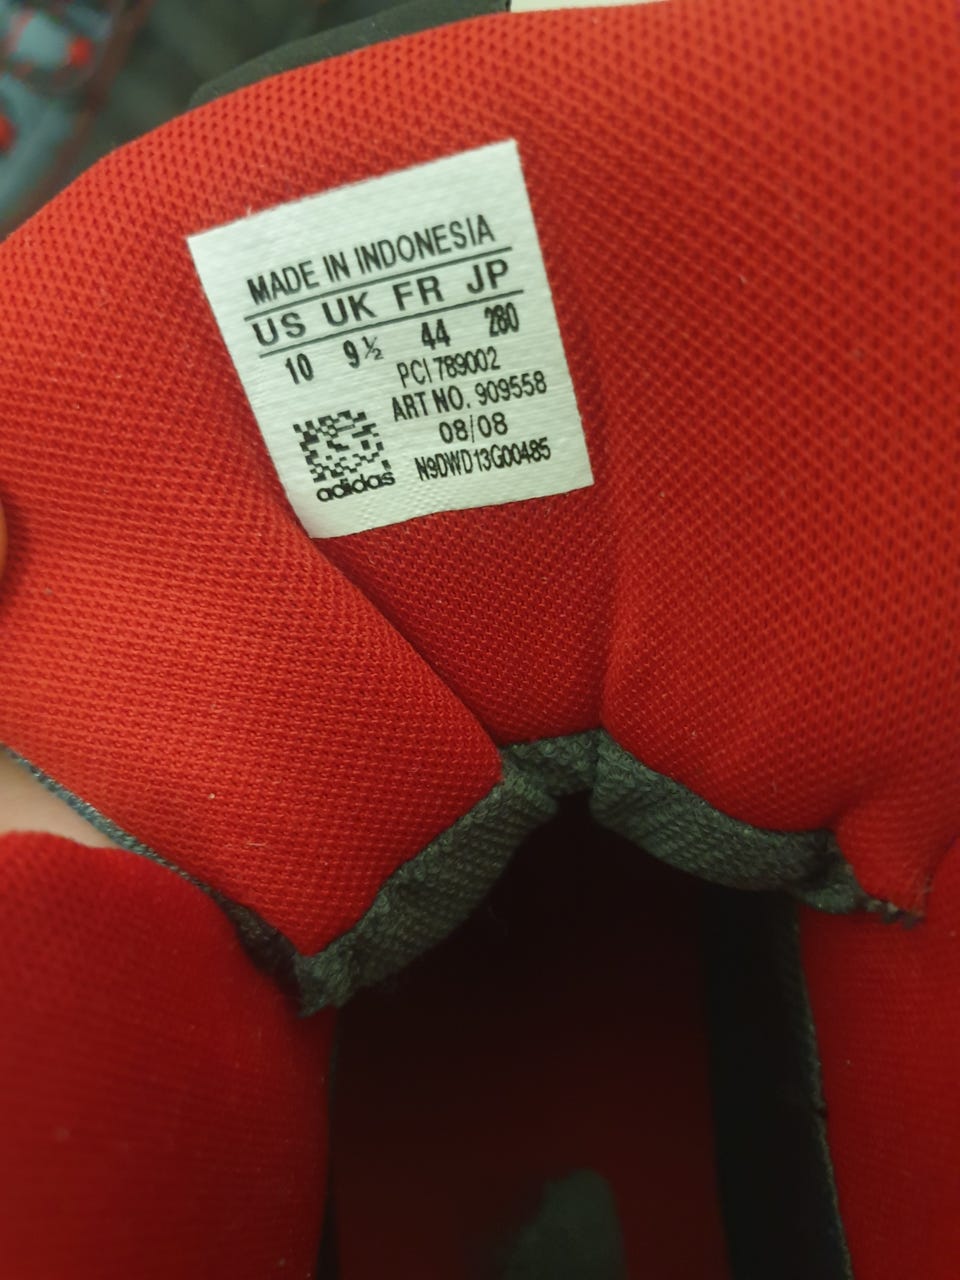 MADE IN INDONESIA
US UK FR JP
10 9½ 44 280
PCI 789002
ART NO. 909558
08/08
N9DWD13G00485
adidas